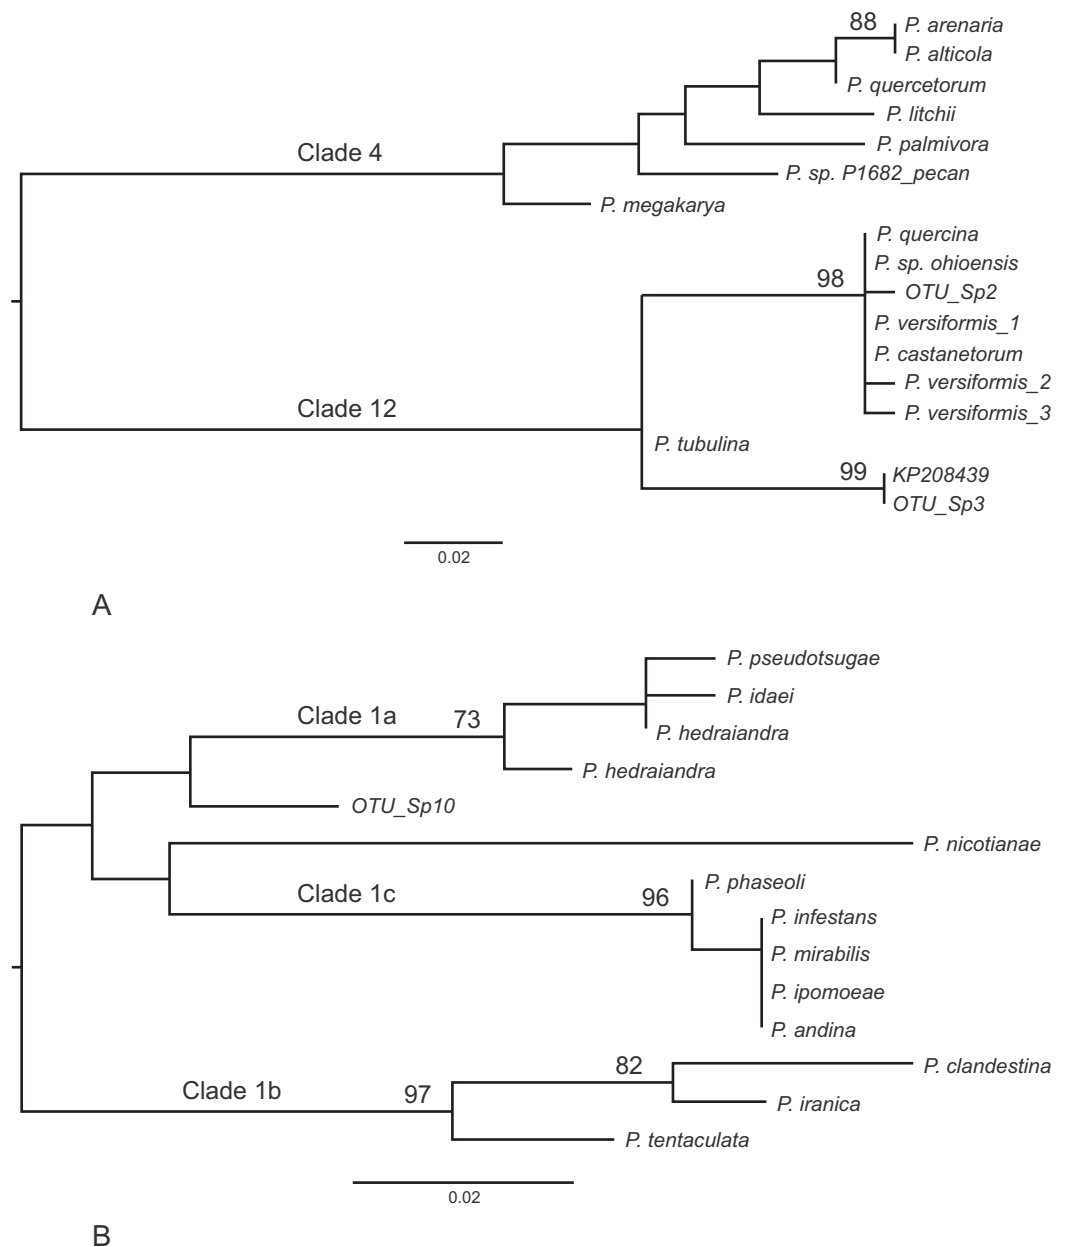 88
P. arenaria
P. alticola
P. quercetorum
P. litchii
Clade 4
P. palmivora
P. sp. P1682_pecan
P. megakarya
P. quercina
P. sp. ohioensis
98
OTU_Sp2
P. versiformis_1
P. castanetorum
P. versiformis_2
Clade 12
P. versiformis_3
P. tubulina
99
KP208439
OTU_Sp3
0.02
A
P. pseudotsugae
P. idaei
Clade 1a
73
P. hedraiandra
P. hedraiandra
OTU_Sp10
P. nicotianae
P. phaseoli
Clade 1c
96
P. infestans
P. mirabilis
P. ipomoeae
P. andina
82
P. clandestina
Clade 1b
97
P. iranica
P. tentaculata
0.02
B